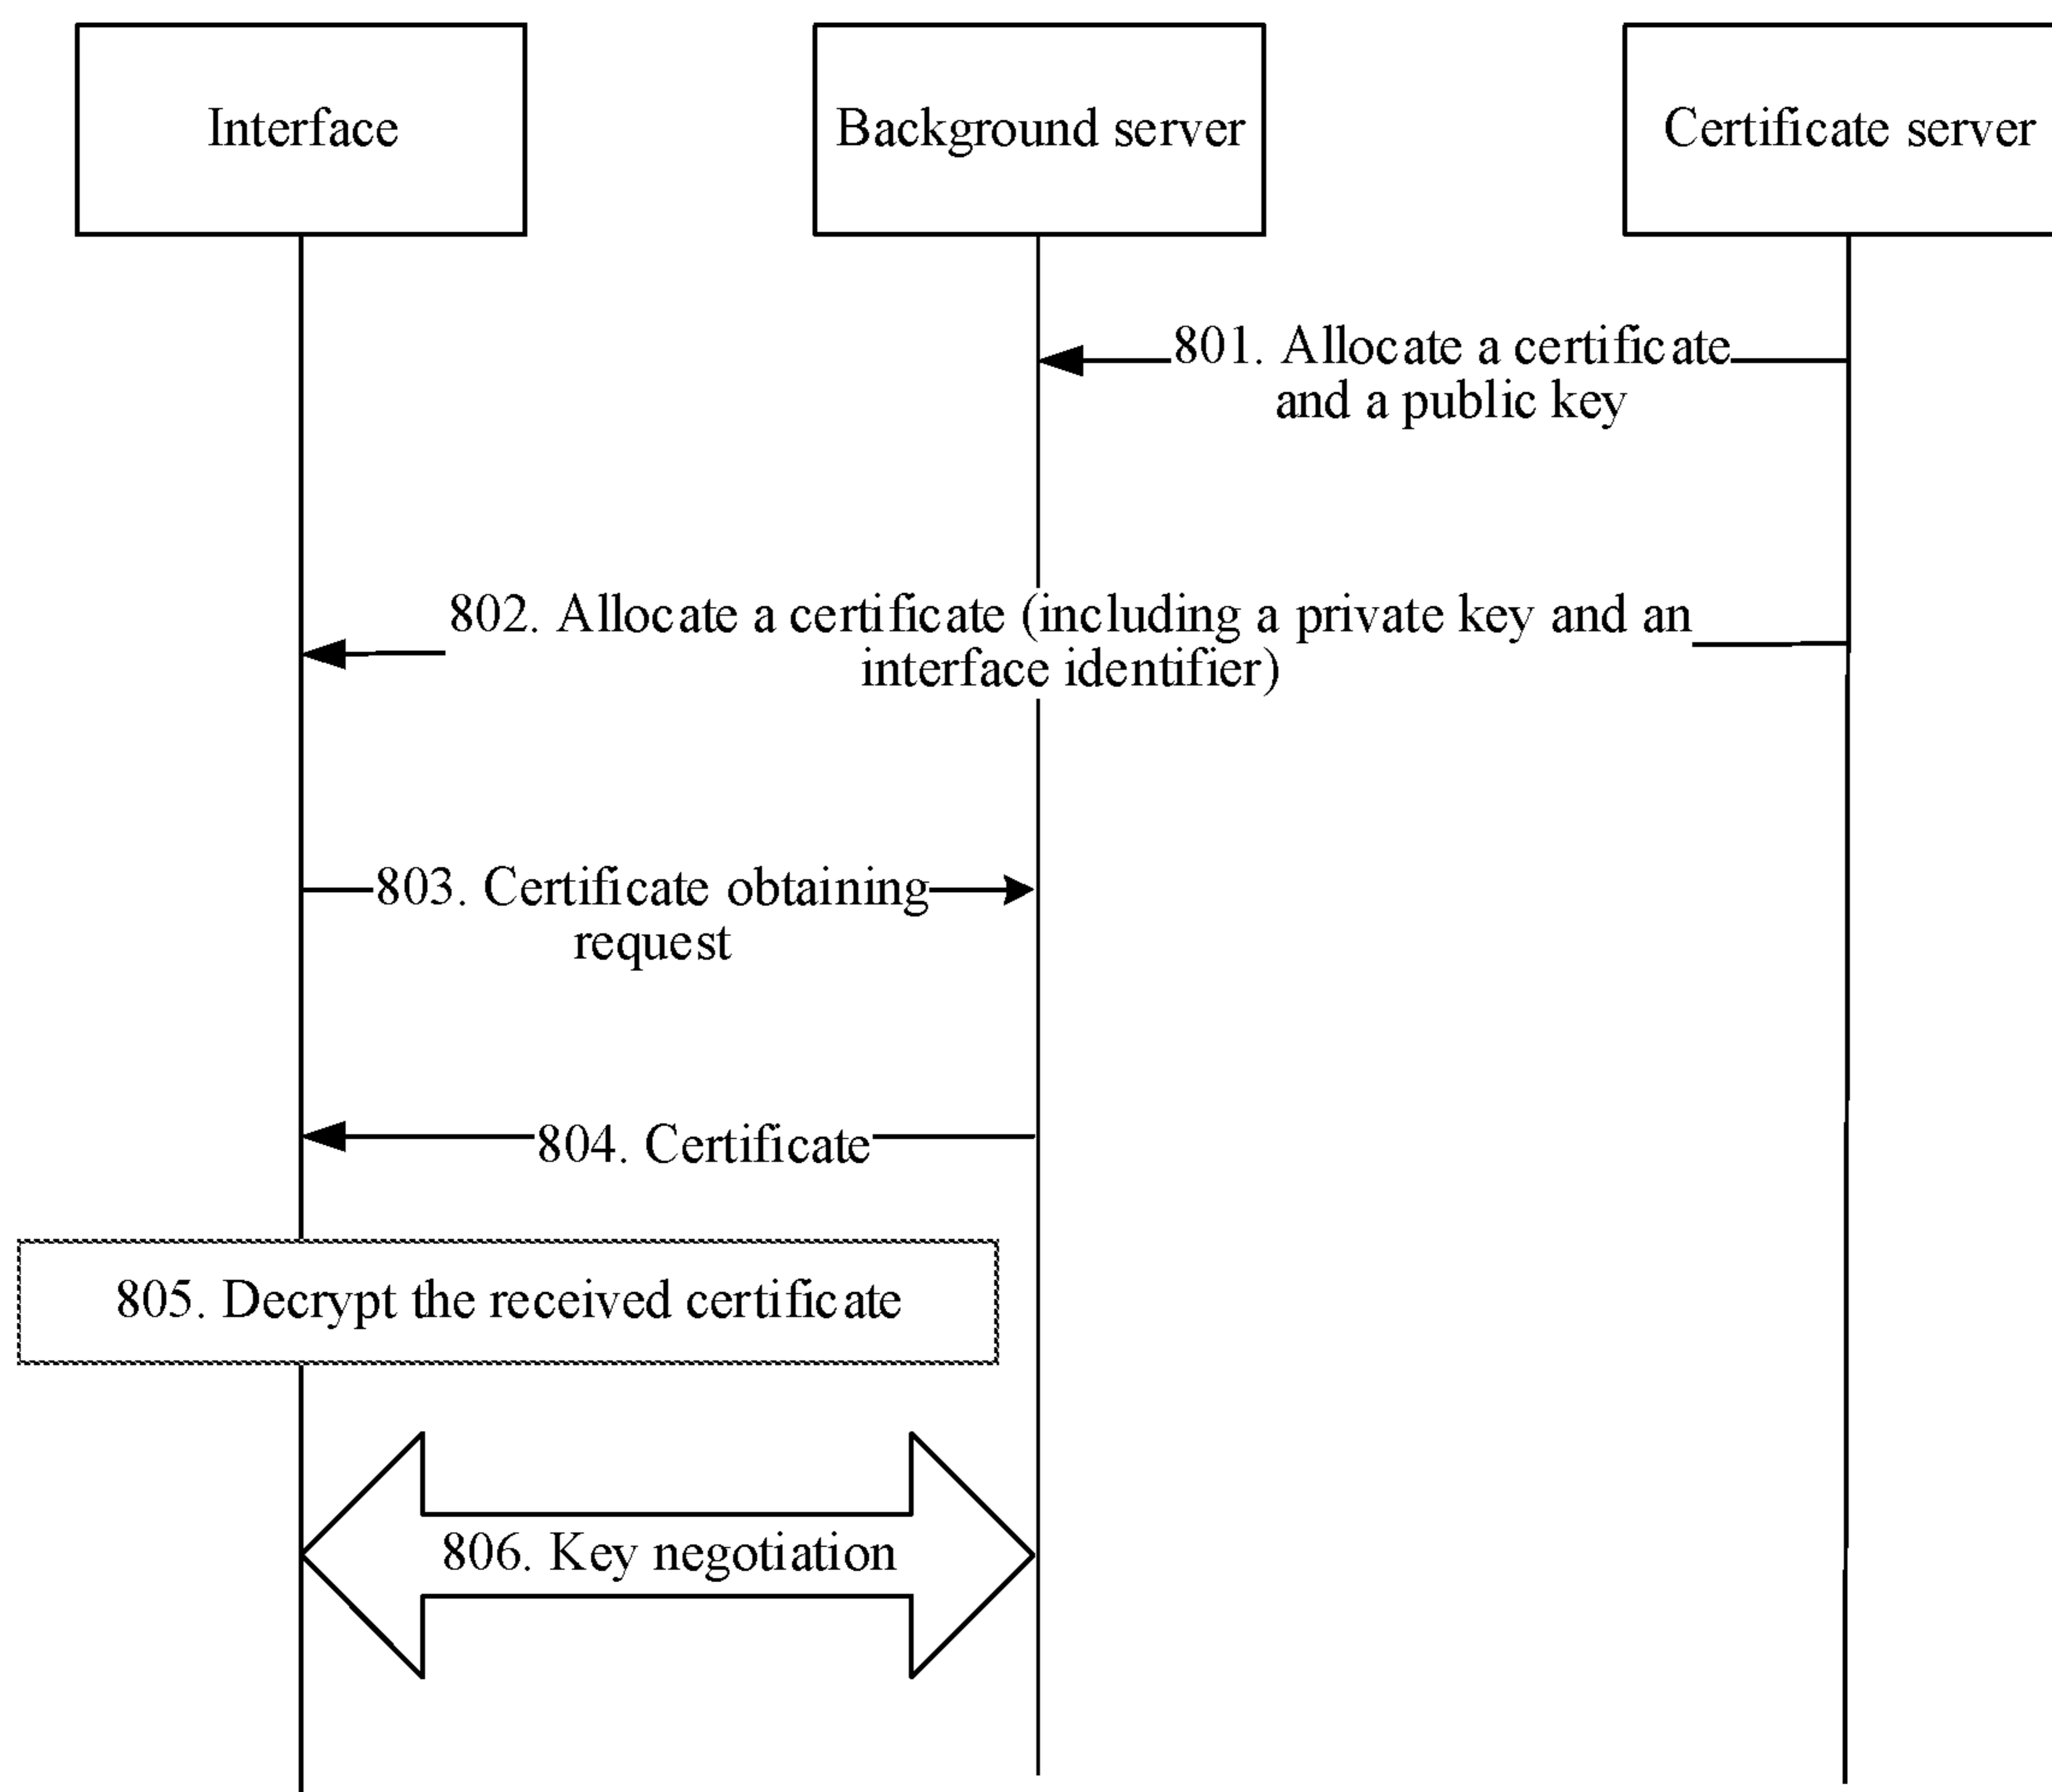 Interface
Background server
Certificate server
801. Allocate a certificate
and a public key
802. Allocate a certificate (including a private key and an
interface identifier)
803. Certificate obtaining
request
804. Certificate
805. Decrypt the received certificate
806. Key negotiation